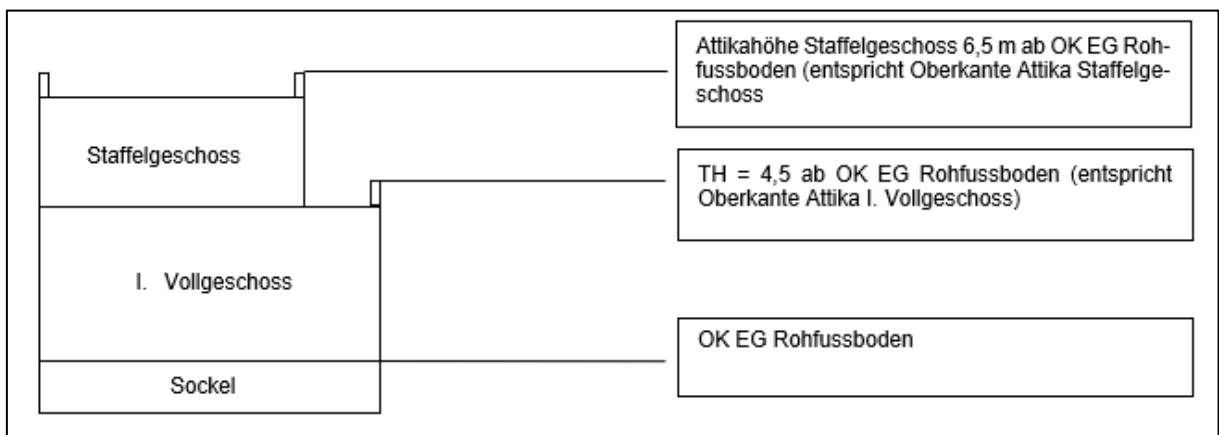 Attikahöhe Staffelgeschoss 6,5 m ab OK EG Roh-
fussboden (entspricht Oberkante Attika Staffelge-
schoss
Staffelgeschoss
TH = 4,5 ab OK EG Rohfussboden (entspricht
Oberkante Attika I. Vollgeschoss)
I. Vollgeschoss
OK EG Rohfussboden
Sockel